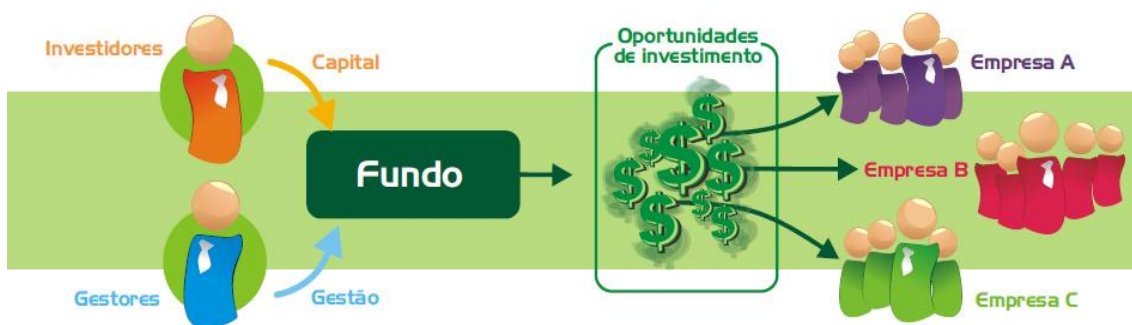 Investidores
Capital
Fundo
Gestores
Gestão
Oportunidades
de investimento
$
$
$
$
$
$
$
$
$
Empresa A
Empresa B
Empresa C